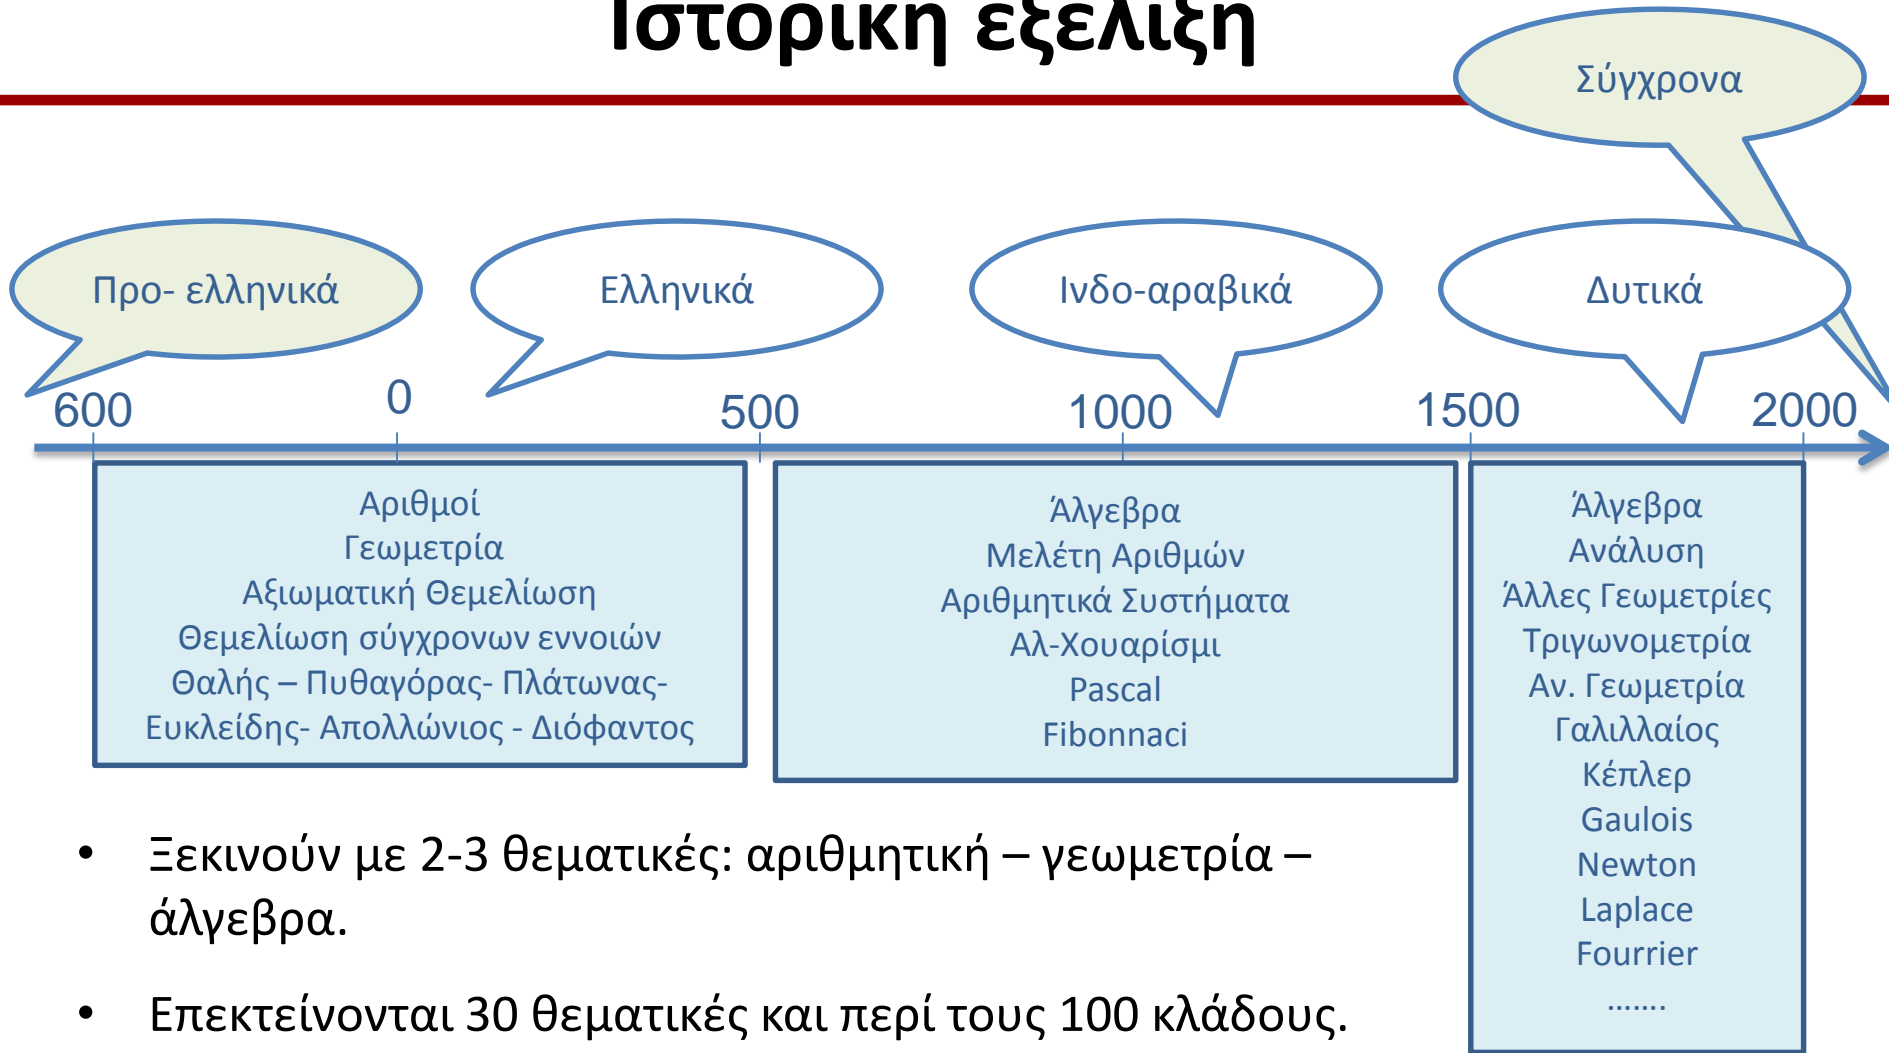 Ιστορική εξέλιξη
Σύγχρονα
Προ- ελληνικά
Ελληνικά
Ινδο-αραβικά
Δυτικά
600
0
500
1000
1500
2000
Αριθμοί
Γεωμετρία
Αξιωματική Θεμελίωση
Θεμελίωση σύγχρονων εννοιών
Θαλής – Πυθαγόρας- Πλάτωνας-
Ευκλείδης- Απολλώνιος - Διόφαντος
Άλγεβρα
Μελέτη Αριθμών
Αριθμητικά Συστήματα
Αλ-Χουαρίσμι
Pascal
Fibonnaci
Άλγεβρα
Ανάλυση
Άλλες Γεωμετρίες
Τριγωνομετρία
Αν. Γεωμετρία
Γαλιλλαίος
Κέπλερ
Gaulois
Newton
Laplace
Fourrier
.......
• Ξεκινούν με 2-3 θεματικές: αριθμητική – γεωμετρία –
άλγεβρα.
• Επεκτείνονται 30 θεματικές και περί τους 100 κλάδους.